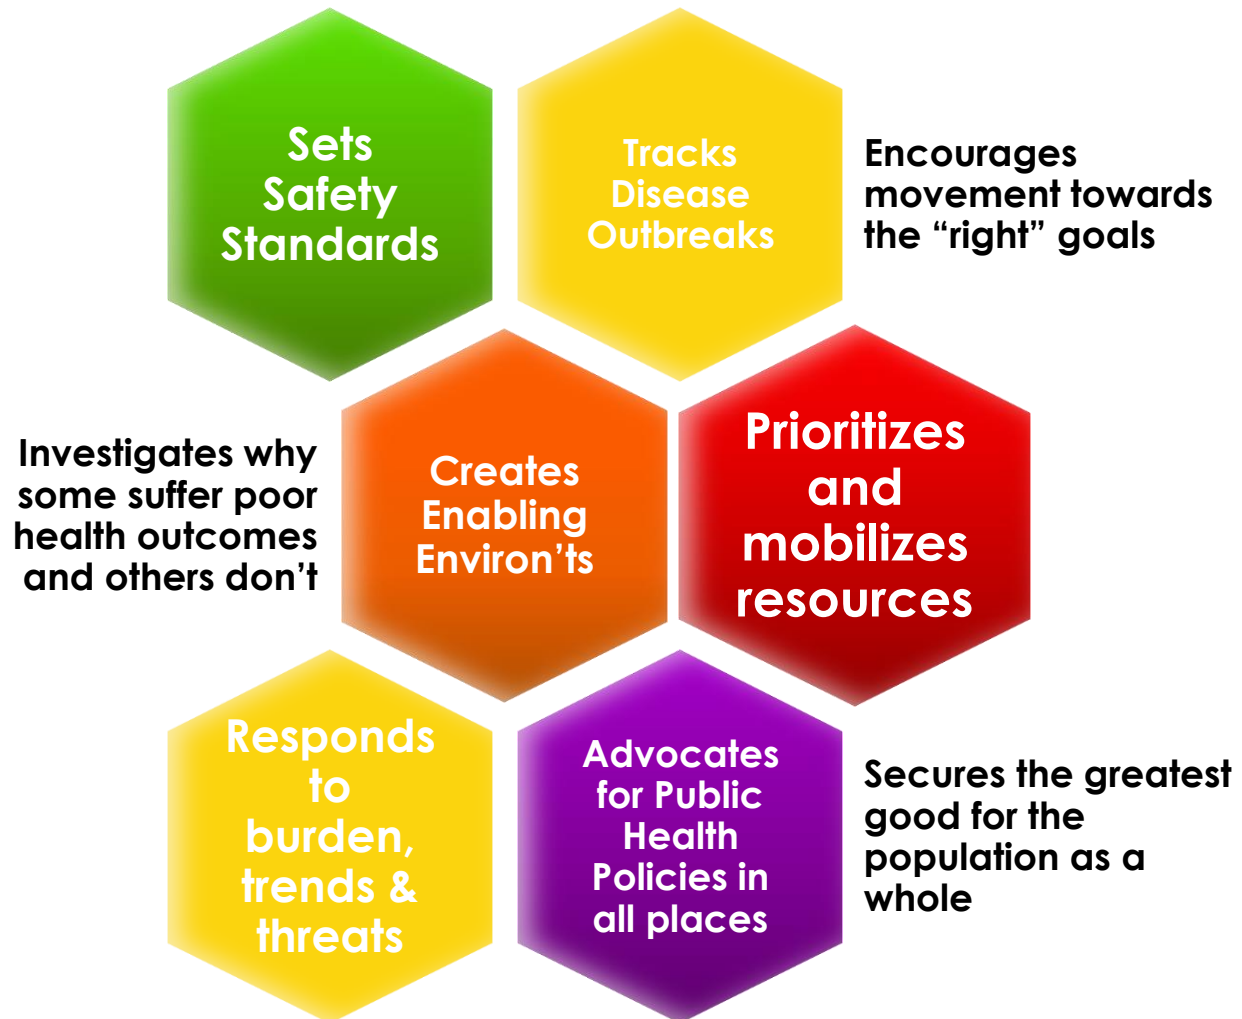 Sets
Safety
Standards
Tracks
Disease
Outbreaks
Encourages
movement towards
the “right” goals
Investigates why
some suffer poor
health outcomes
and others don’t
Creates
Enabling
Environ’ts
Prioritizes
and
mobilizes
resources
Responds
to
burden,
trends &
threats
Advocates
for Public
Health
Policies in
all places
Secures the greatest
good for the
population as a
whole